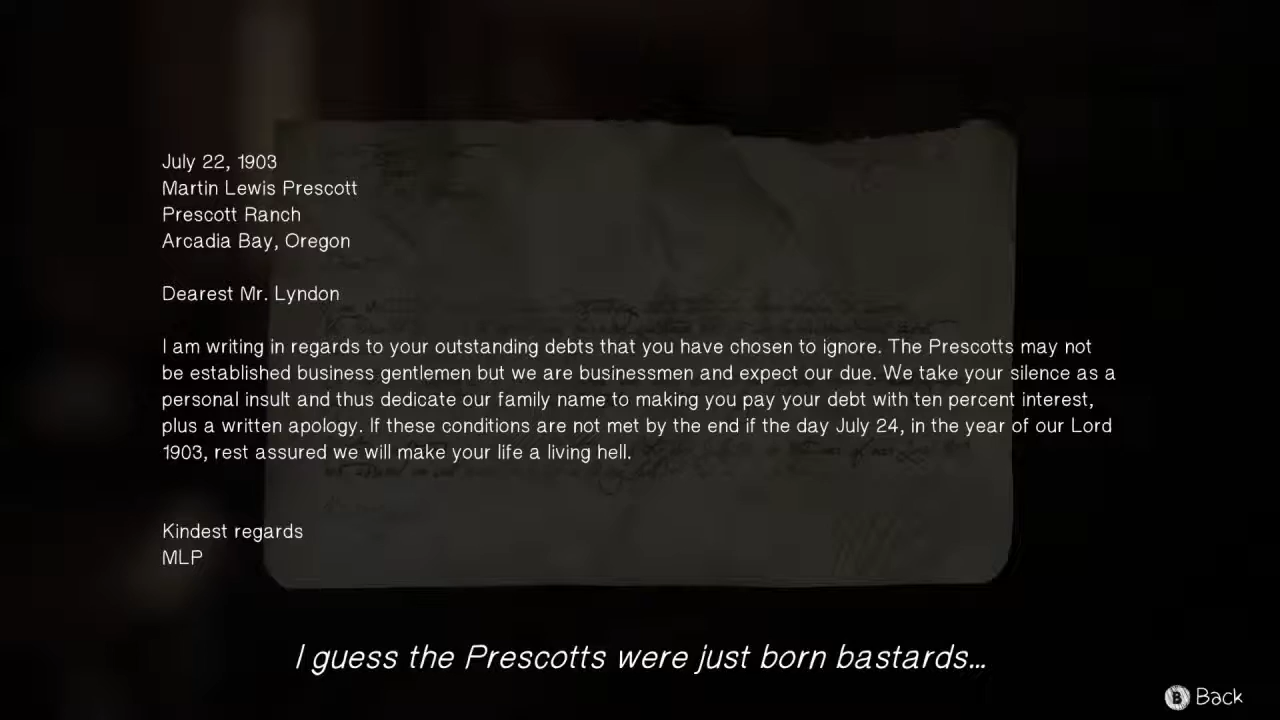 July 22, 1903
Martin Lewis Prescott
Prescott Ranch
Arcadia Bay, Oregon
Dearest Mr. Lyndon
I am writing in regards to your outstanding debts that you have chosen to ignore. The Prescotts may not
be established business gentlemen but we are businessmen and expect our due. We take your silence as a
personal insult and thus dedicate our family name to making you pay your debt with ten percent interest,
plus a written apology. If these conditions are not met by the end if the day July 24, in the year of our Lord
1903, rest assured we will make your life a living hell.
Kindest regards
MLP
I guess the Prescotts were just born bastards...
B Back